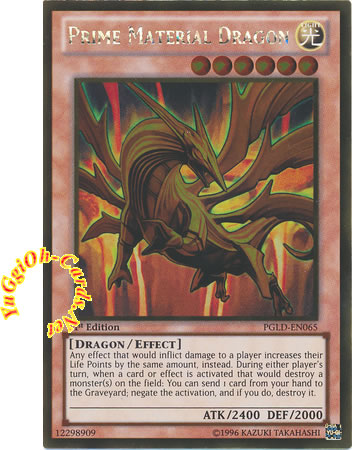 PRIME MATERIAL DRAGON
LIGHT
光
YuGgiOh-Cards.Net
1st Edition
PGLD-EN065
[DRAGON / EFFECT]
Any effect that would inflict damage to a player increases their
Life Points by the same amount, instead. During either player's
turn, when a card or effect is activated that would destroy a
monster(s) on the field: You can send 1 card from your hand to
the Graveyard; negate the activation, and if you do, destroy it.
ATK/2400 DEF/2000
12298909
©1996 KAZUKI TAKAHASHI